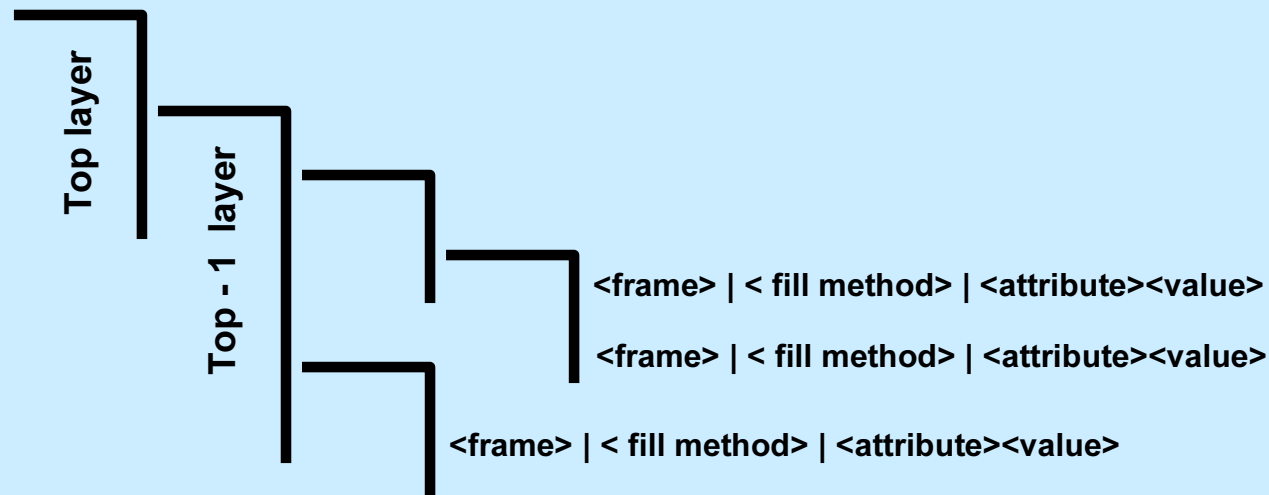 Top layer
Top - 1 layer
<frame> | < fill method> | <attribute><value>
<frame> | < fill method> | <attribute><value>
<frame> | < fill method> | <attribute><value>